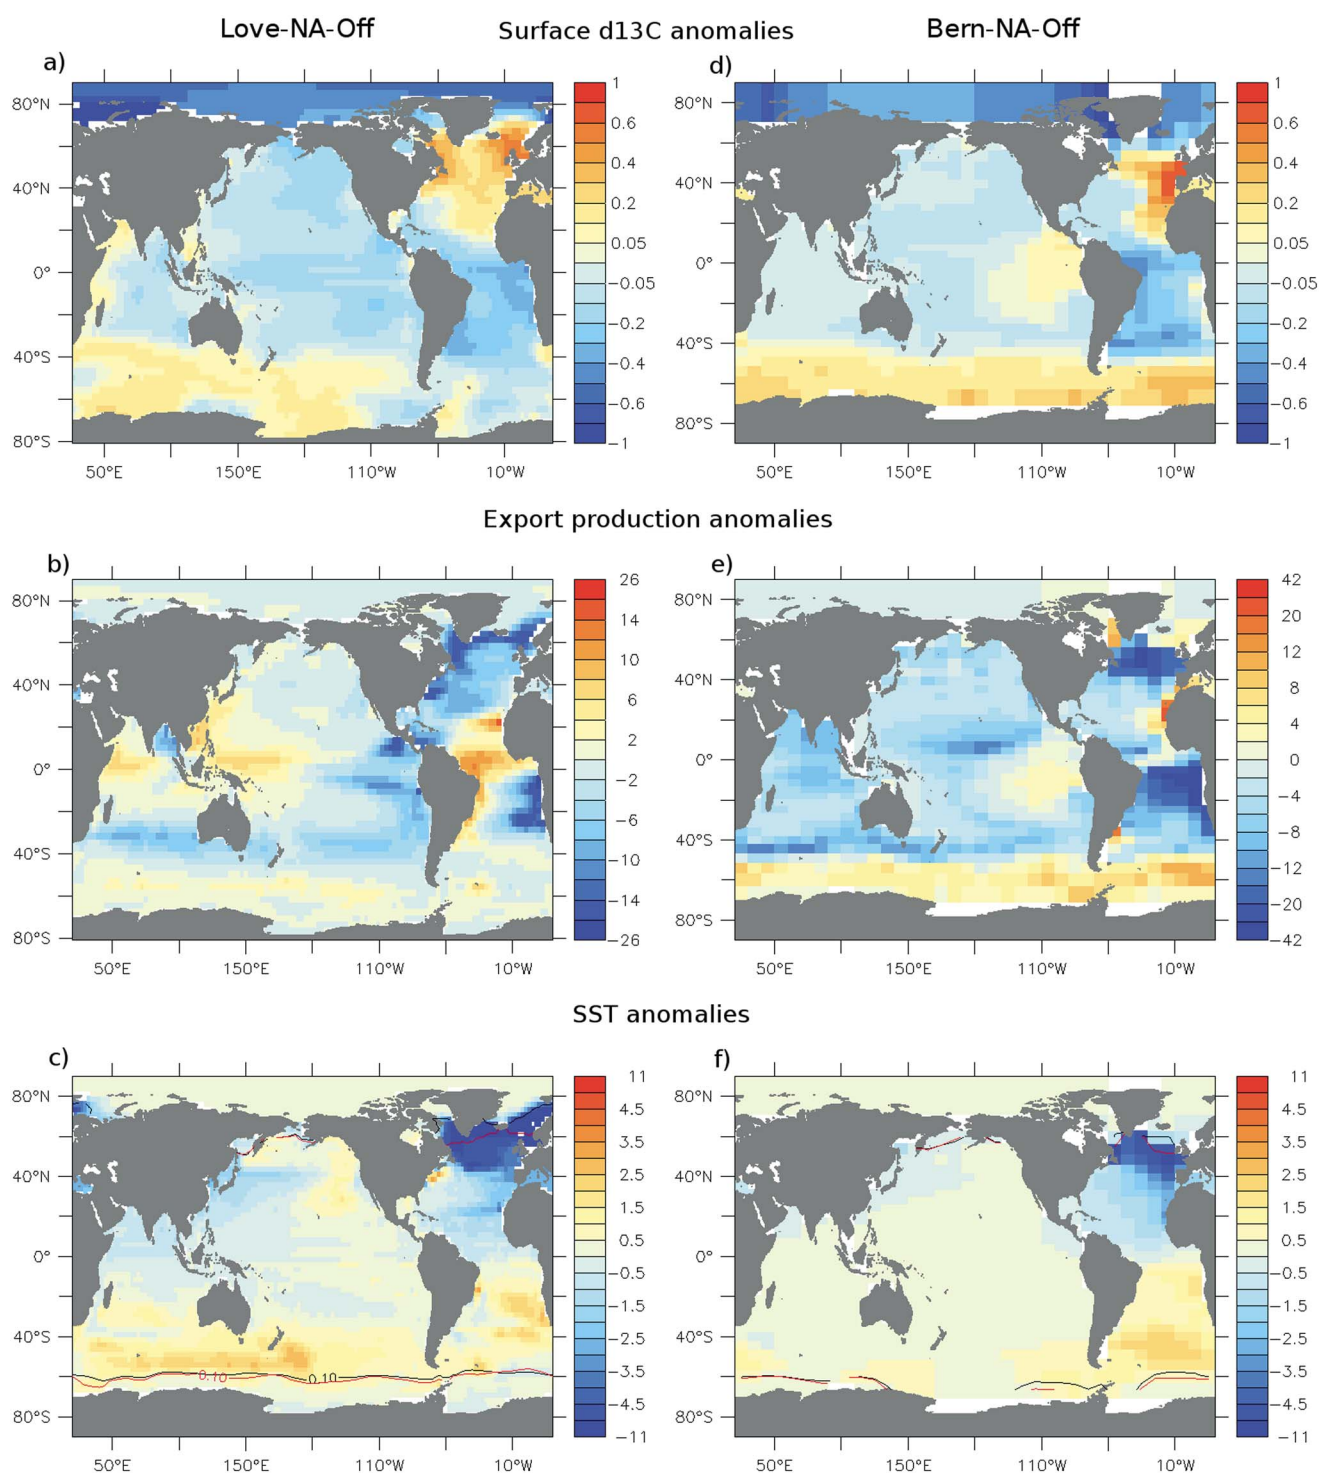 Love-NA-Off
Surface d13C anomalies
Bern-NA-Off
a)
80°N
40°N
0°
40°S
80°S
50°E
150°E
110°W
10°W
1
0.6
0.4
0.2
0.05
−0.05
−0.2
−0.4
−0.6
−1
d)
80°N
40°N
0°
40°S
80°S
50°E
150°E
110°W
10°W
1
0.6
0.4
0.2
0.05
−0.05
−0.2
−0.4
−0.6
−1
Export production anomalies
b)
80°N
40°N
0°
40°S
80°S
50°E
150°E
110°W
10°W
26
14
10
6
2
−2
−6
−10
−14
−26
e)
80°N
40°N
0°
40°S
80°S
50°E
150°E
110°W
10°W
42
20
12
8
4
0
−4
−8
−12
−20
−42
SST anomalies
c)
80°N
40°N
0°
40°S
80°S
0.10
0.10
50°E
150°E
110°W
10°W
11
4.5
3.5
2.5
1.5
0.5
−0.5
−1.5
−2.5
−3.5
−4.5
−11
f)
80°N
40°N
0°
40°S
80°S
50°E
150°E
110°W
10°W
11
4.5
3.5
2.5
1.5
0.5
−0.5
−1.5
−2.5
−3.5
−4.5
−11